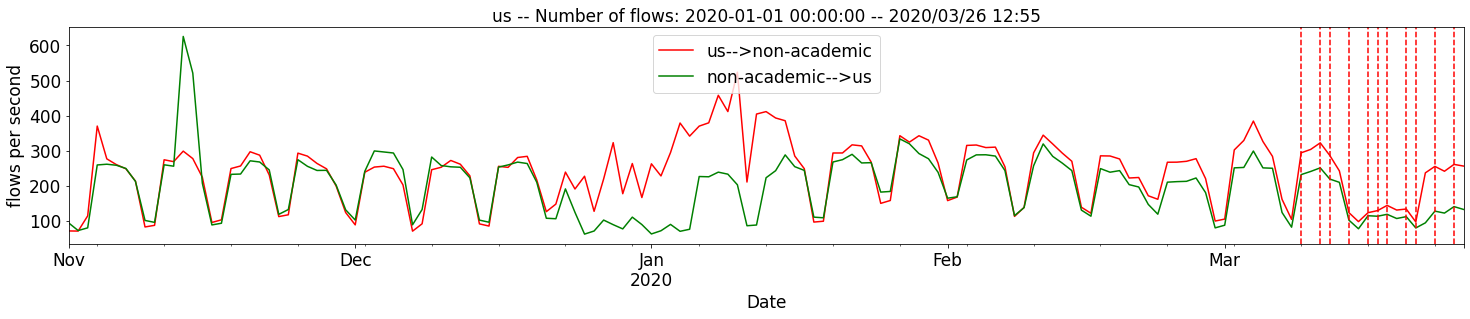 us -- Number of flows: 2020-01-01 00:00:00 -- 2020/03/26 12:55
600
500
400
300
200
100
flows per second
us-->non-academic
non-academic-->us
Nov
Dec
Jan
2020
Feb
Mar
Date